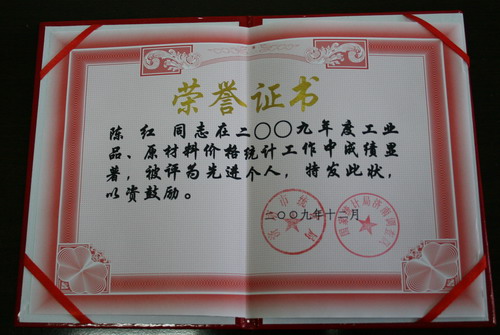 荣誉证书
陈 红 同志在二〇〇九年度工业
品、原材料价格统计工作中成绩显
著，被评为先进个人，特发此状，
以资鼓励。
二〇〇九年十二月